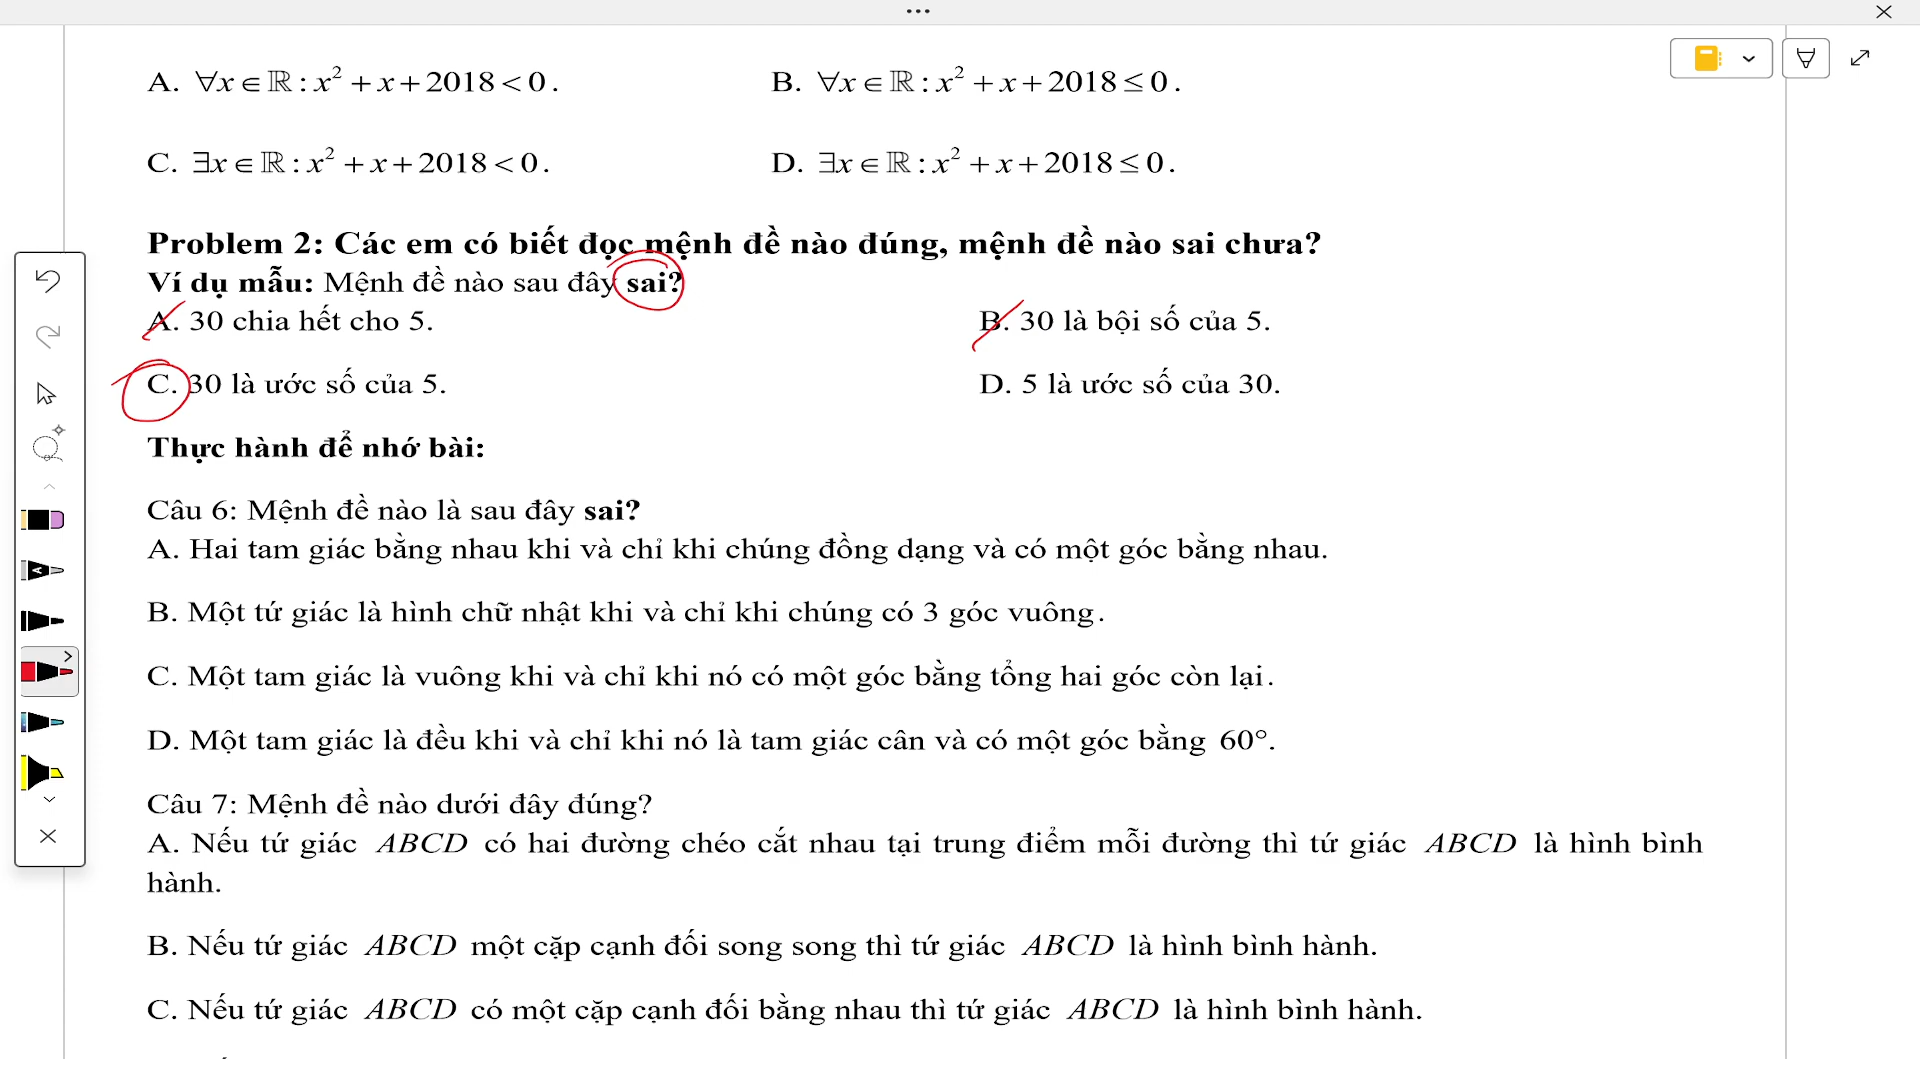 A. ∀x ∈ ℝ : x² + x + 2018 < 0. B. ∀x ∈ ℝ : x² + x + 2018 ≤ 0.
C. ∃x ∈ ℝ : x² + x + 2018 < 0. D. ∃x ∈ ℝ : x² + x + 2018 ≤ 0.
Problem 2: Các em có biết đọc mệnh đề nào đúng, mệnh đề nào sai chưa?
Ví dụ mẫu: Mệnh đề nào sau đây sai?
A. 30 chia hết cho 5. B. 30 là bội số của 5.
C. 30 là ước số của 5. D. 5 là ước số của 30.
Thực hành để nhớ bài:
Câu 6: Mệnh đề nào là sau đây sai?
A. Hai tam giác bằng nhau khi và chỉ khi chúng đồng dạng và có một góc bằng nhau.
B. Một tứ giác là hình chữ nhật khi và chỉ khi chúng có 3 góc vuông.
C. Một tam giác là vuông khi và chỉ khi nó có một góc bằng tổng hai góc còn lại.
D. Một tam giác là đều khi và chỉ khi nó là tam giác cân và có một góc bằng 60°.
Câu 7: Mệnh đề nào dưới đây đúng?
A. Nếu tứ giác ABCD có hai đường chéo cắt nhau tại trung điểm mỗi đường thì tứ giác ABCD là hình bình
hành.
B. Nếu tứ giác ABCD một cặp cạnh đối song song thì tứ giác ABCD là hình bình hành.
C. Nếu tứ giác ABCD có một cặp cạnh đối bằng nhau thì tứ giác ABCD là hình bình hành.